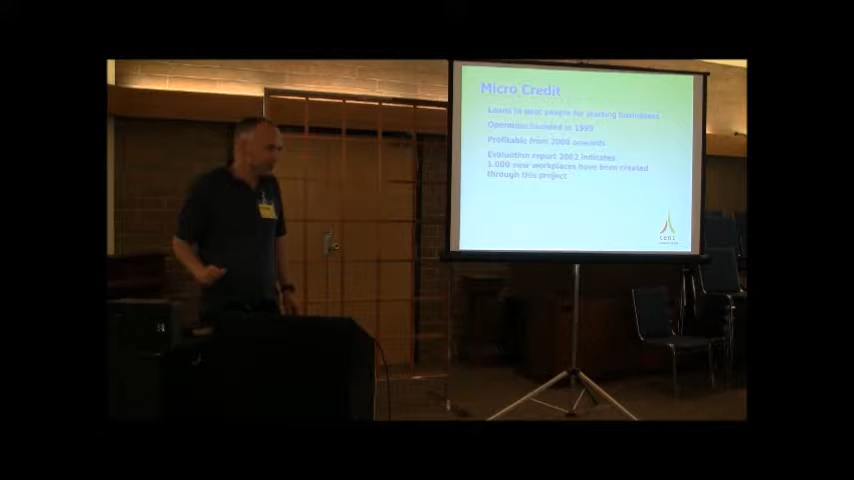 Micro Credit
Loans to poor people for starting businesses
Operation founded in 1999
Profitable from 2000 onwards
Evaluation report 2002 indicates
1.000 new workplaces have been created
through this project